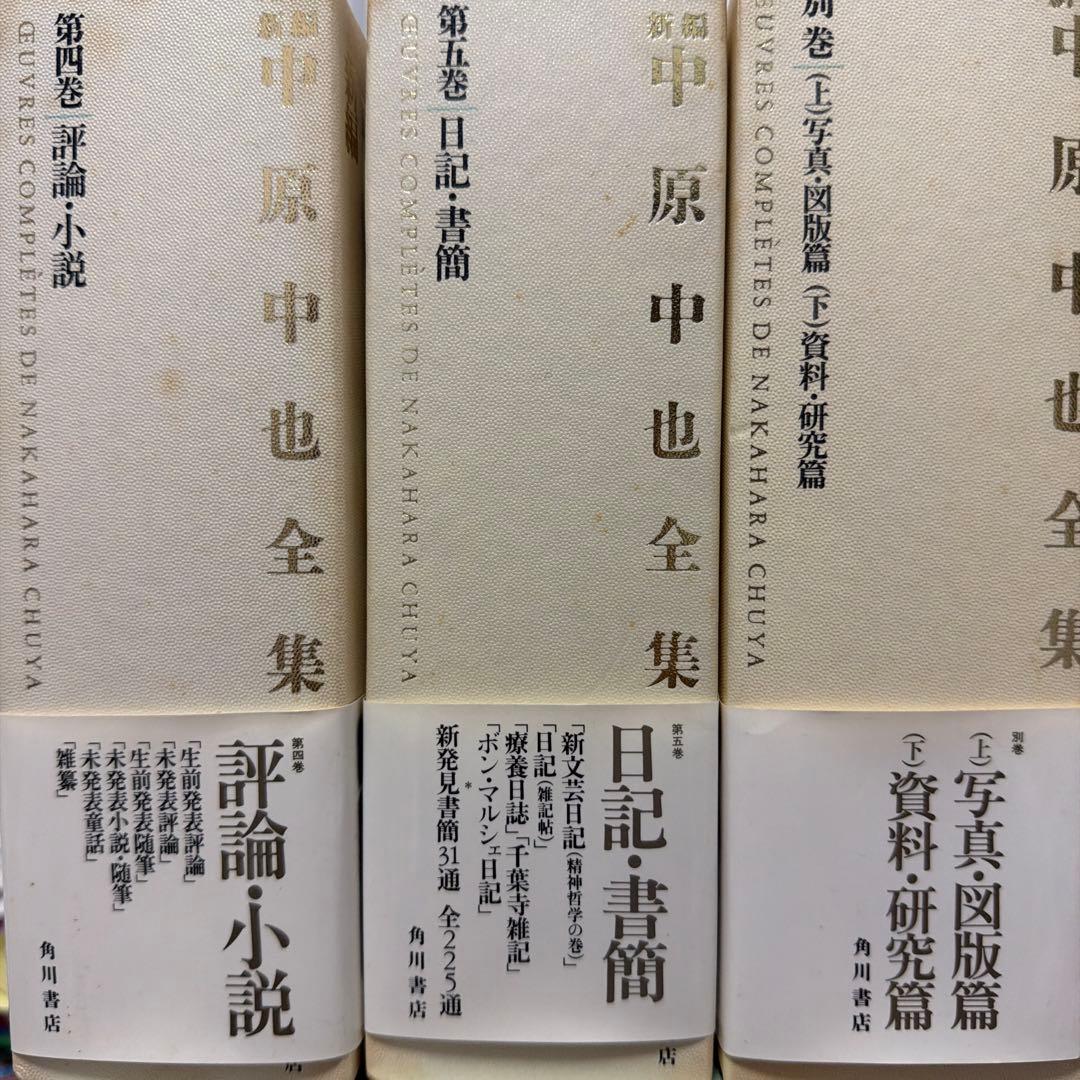 新編
中原中也全集
第四巻 評論・小説
ŒUVRES COMPLÈTES DE NAKAHARA CHUYA
第四巻
評論・小説
「生前発表評論」
「未発表評論」
「生前発表随筆」
「未発表小説・随筆」
「未発表童話」
「雑纂」
角川書店
店
新編
中原中也全集
第五巻 日記・書簡
ŒUVRES COMPLÈTES DE NAKAHARA CHUYA
第五巻
日記・書簡
「新文芸日記(精神哲学の巻)」
「日記(雑記帖)」
「療養日誌」「千葉寺雑記」
「ボン・マルシェ日記」
*
新発見書簡31通 全225通
角川書店
店
中原中也全集
別巻 (上)写真・図版篇 (下)資料・研究篇
ŒUVRES COMPLÈTES DE NAKAHARA CHUYA
別巻
(上)写真・図版篇
(下)資料・研究篇
角川書店